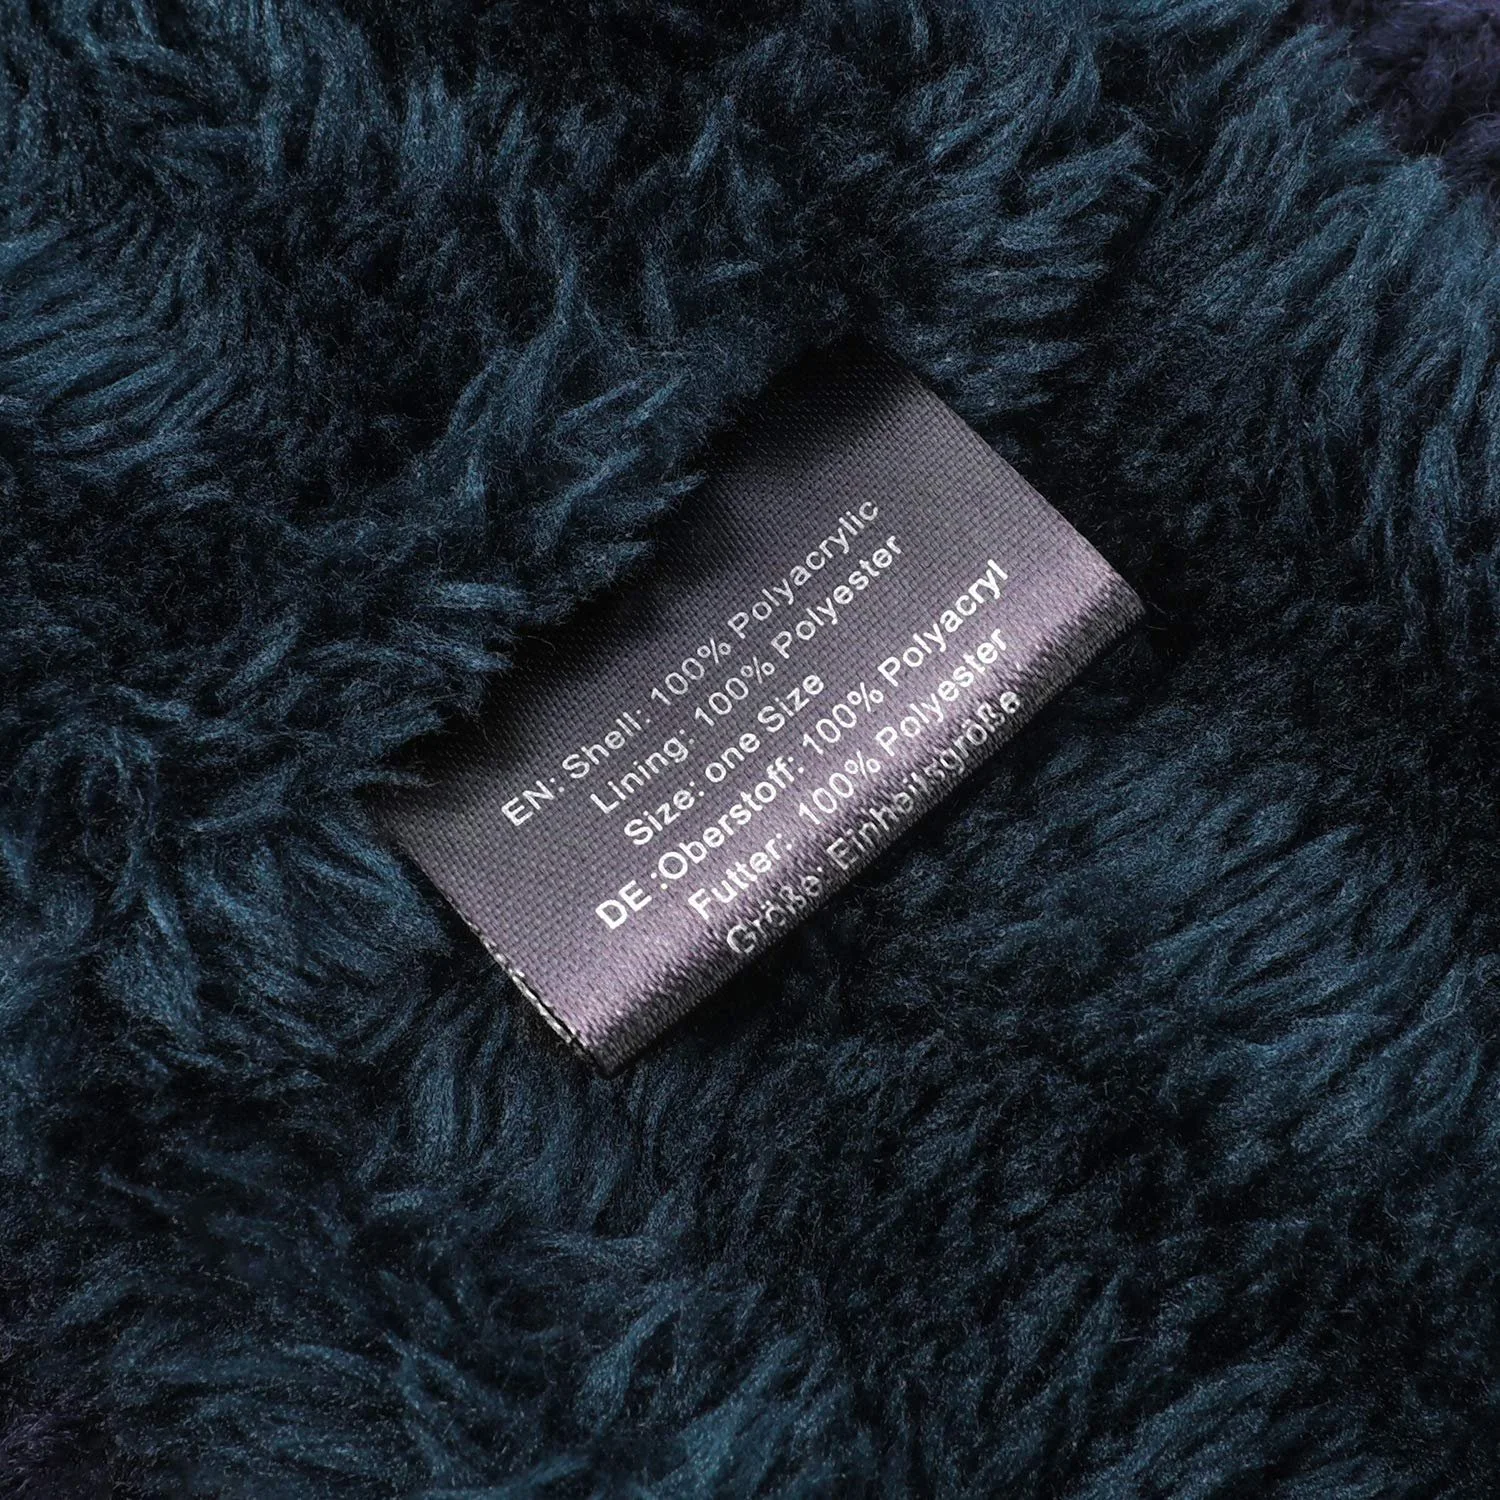 EN: Shell: 100% Polyacrylic
Lining: 100% Polyester
Size: one Size
DE :Oberstoff: 100% Polyacryl
Futter: 100% Polyester
Größe: Einheitsgröße